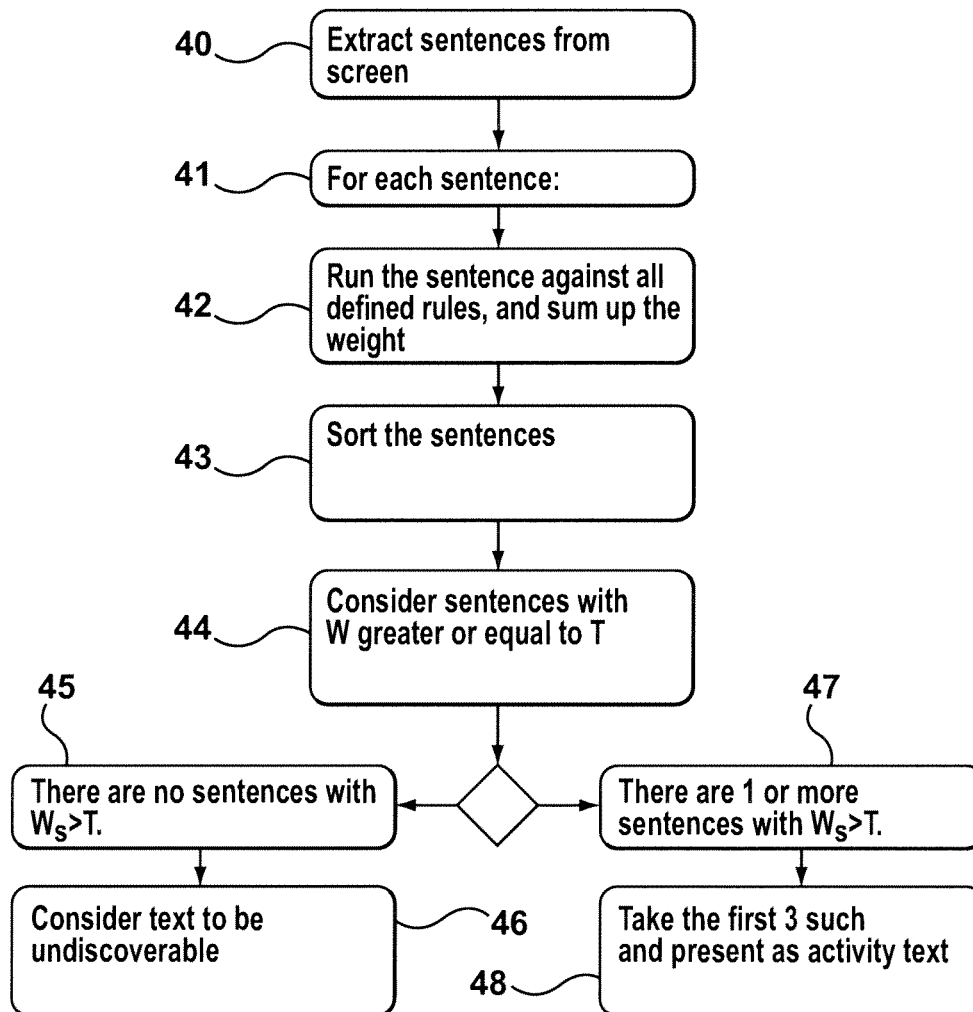 40
Extract sentences from
screen
41
For each sentence:
42
Run the sentence against all
defined rules, and sum up the
weight
43
Sort the sentences
44
Consider sentences with
W greater or equal to T
45
There are no sentences with
Ws>T.
47
There are 1 or more
sentences with Ws>T.
Consider text to be
undiscoverable
46
Take the first 3 such
and present as activity text
48